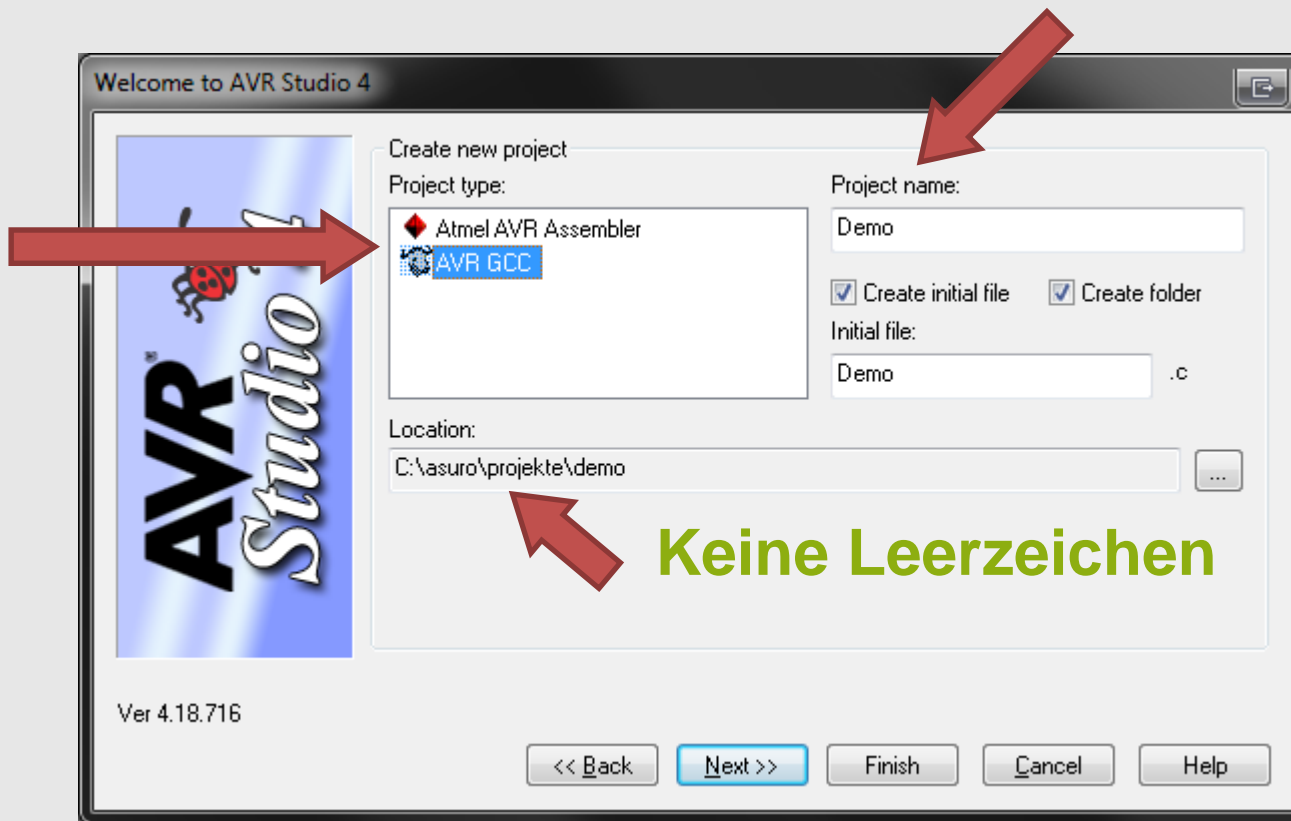 Welcome to AVR Studio 4
AVR®
Studio 4
Create new project
Project type:
Atmel AVR Assembler
AVR GCC
Project name:
Demo
Create initial file
Create folder
Initial file:
Demo
.c
Location:
C:\asuro\projekte\demo
...
Keine Leerzeichen
Ver 4.18.716
<< Back
Next >>
Finish
Cancel
Help